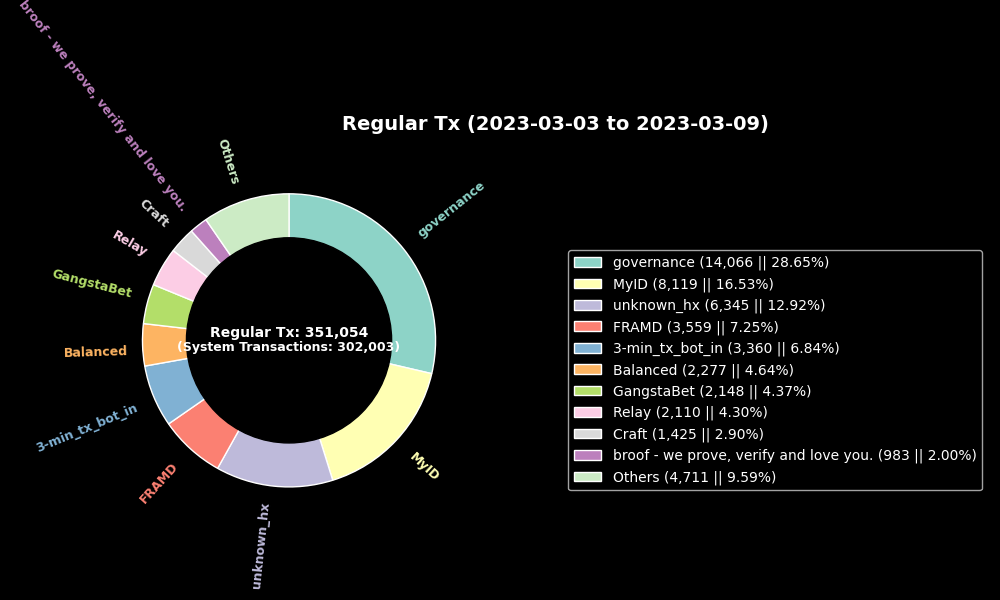 Regular Tx (2023-03-03 to 2023-03-09)
broof - we prove, verify and love you.
Others
governance
Craft
Relay
GangstaBet
Balanced
3-min_tx_bot_in
FRAMD
unknown_hx
MyID
Regular Tx: 351,054
(System Transactions: 302,003)
governance (14,066 || 28.65%)
MyID (8,119 || 16.53%)
unknown_hx (6,345 || 12.92%)
FRAMD (3,559 || 7.25%)
3-min_tx_bot_in (3,360 || 6.84%)
Balanced (2,277 || 4.64%)
GangstaBet (2,148 || 4.37%)
Relay (2,110 || 4.30%)
Craft (1,425 || 2.90%)
broof - we prove, verify and love you. (983 || 2.00%)
Others (4,711 || 9.59%)